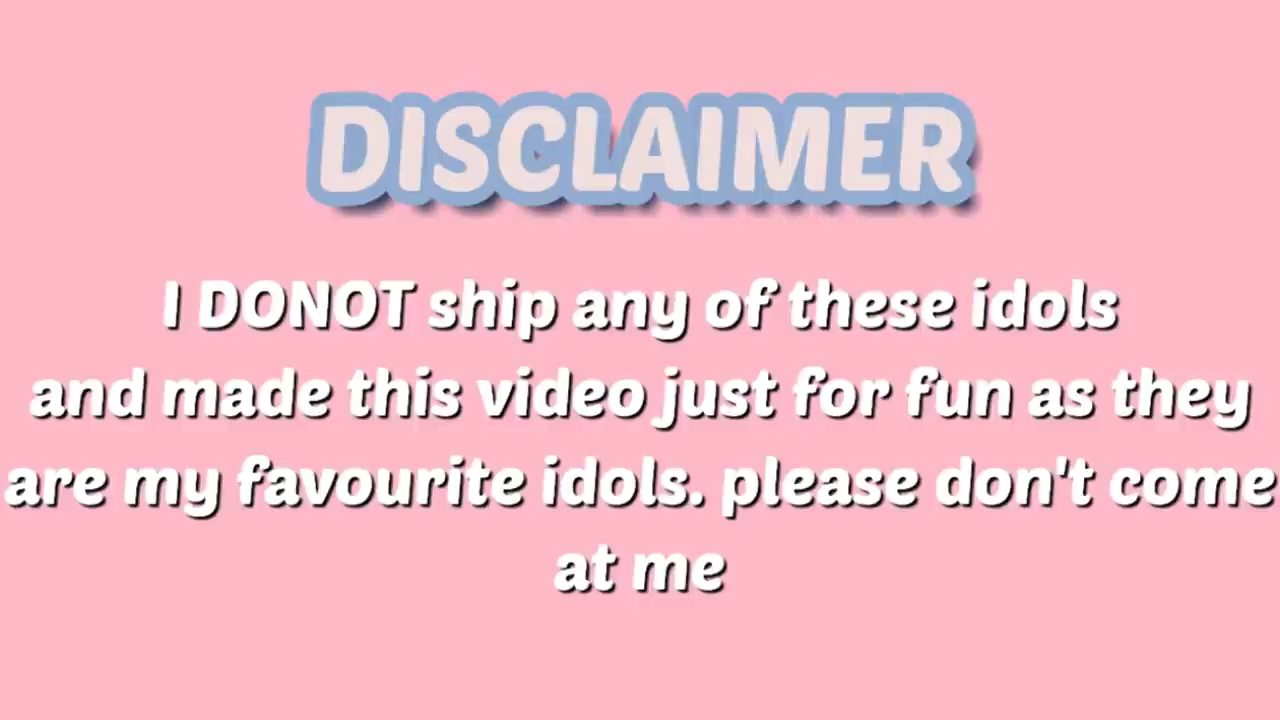 DISCLAIMER
I DONOT ship any of these idols
and made this video just for fun as they
are my favourite idols. please don't come
at me